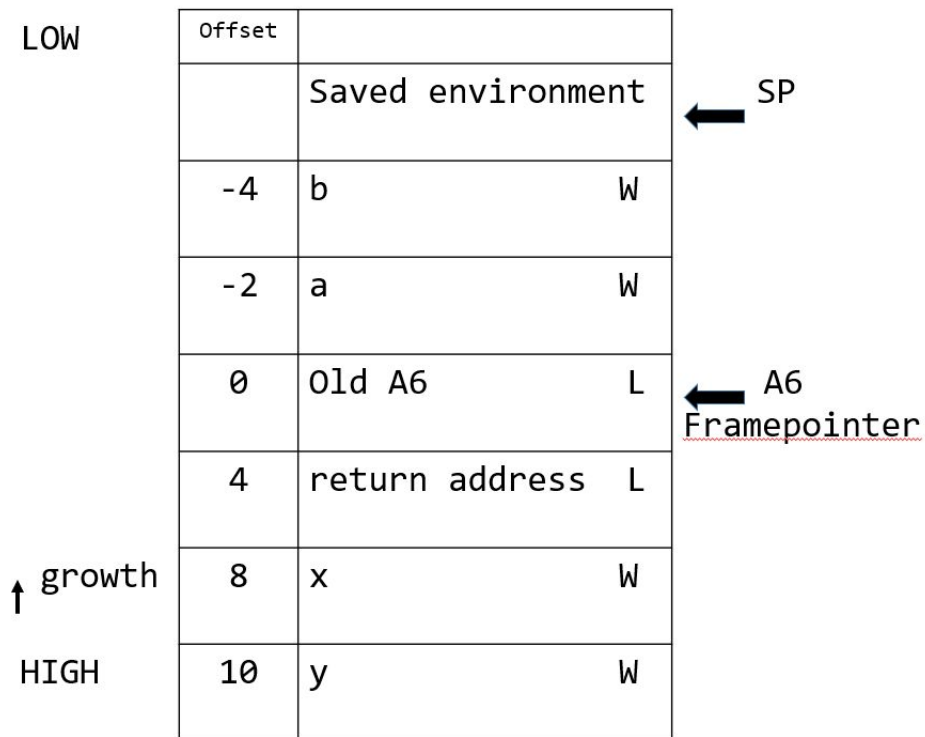 LOW
Offset
Saved environment
SP
-4 b W
-2 a W
0 Old A6 L
A6
Framepointer
4 return address L
growth 8 x W
HIGH 10 y W